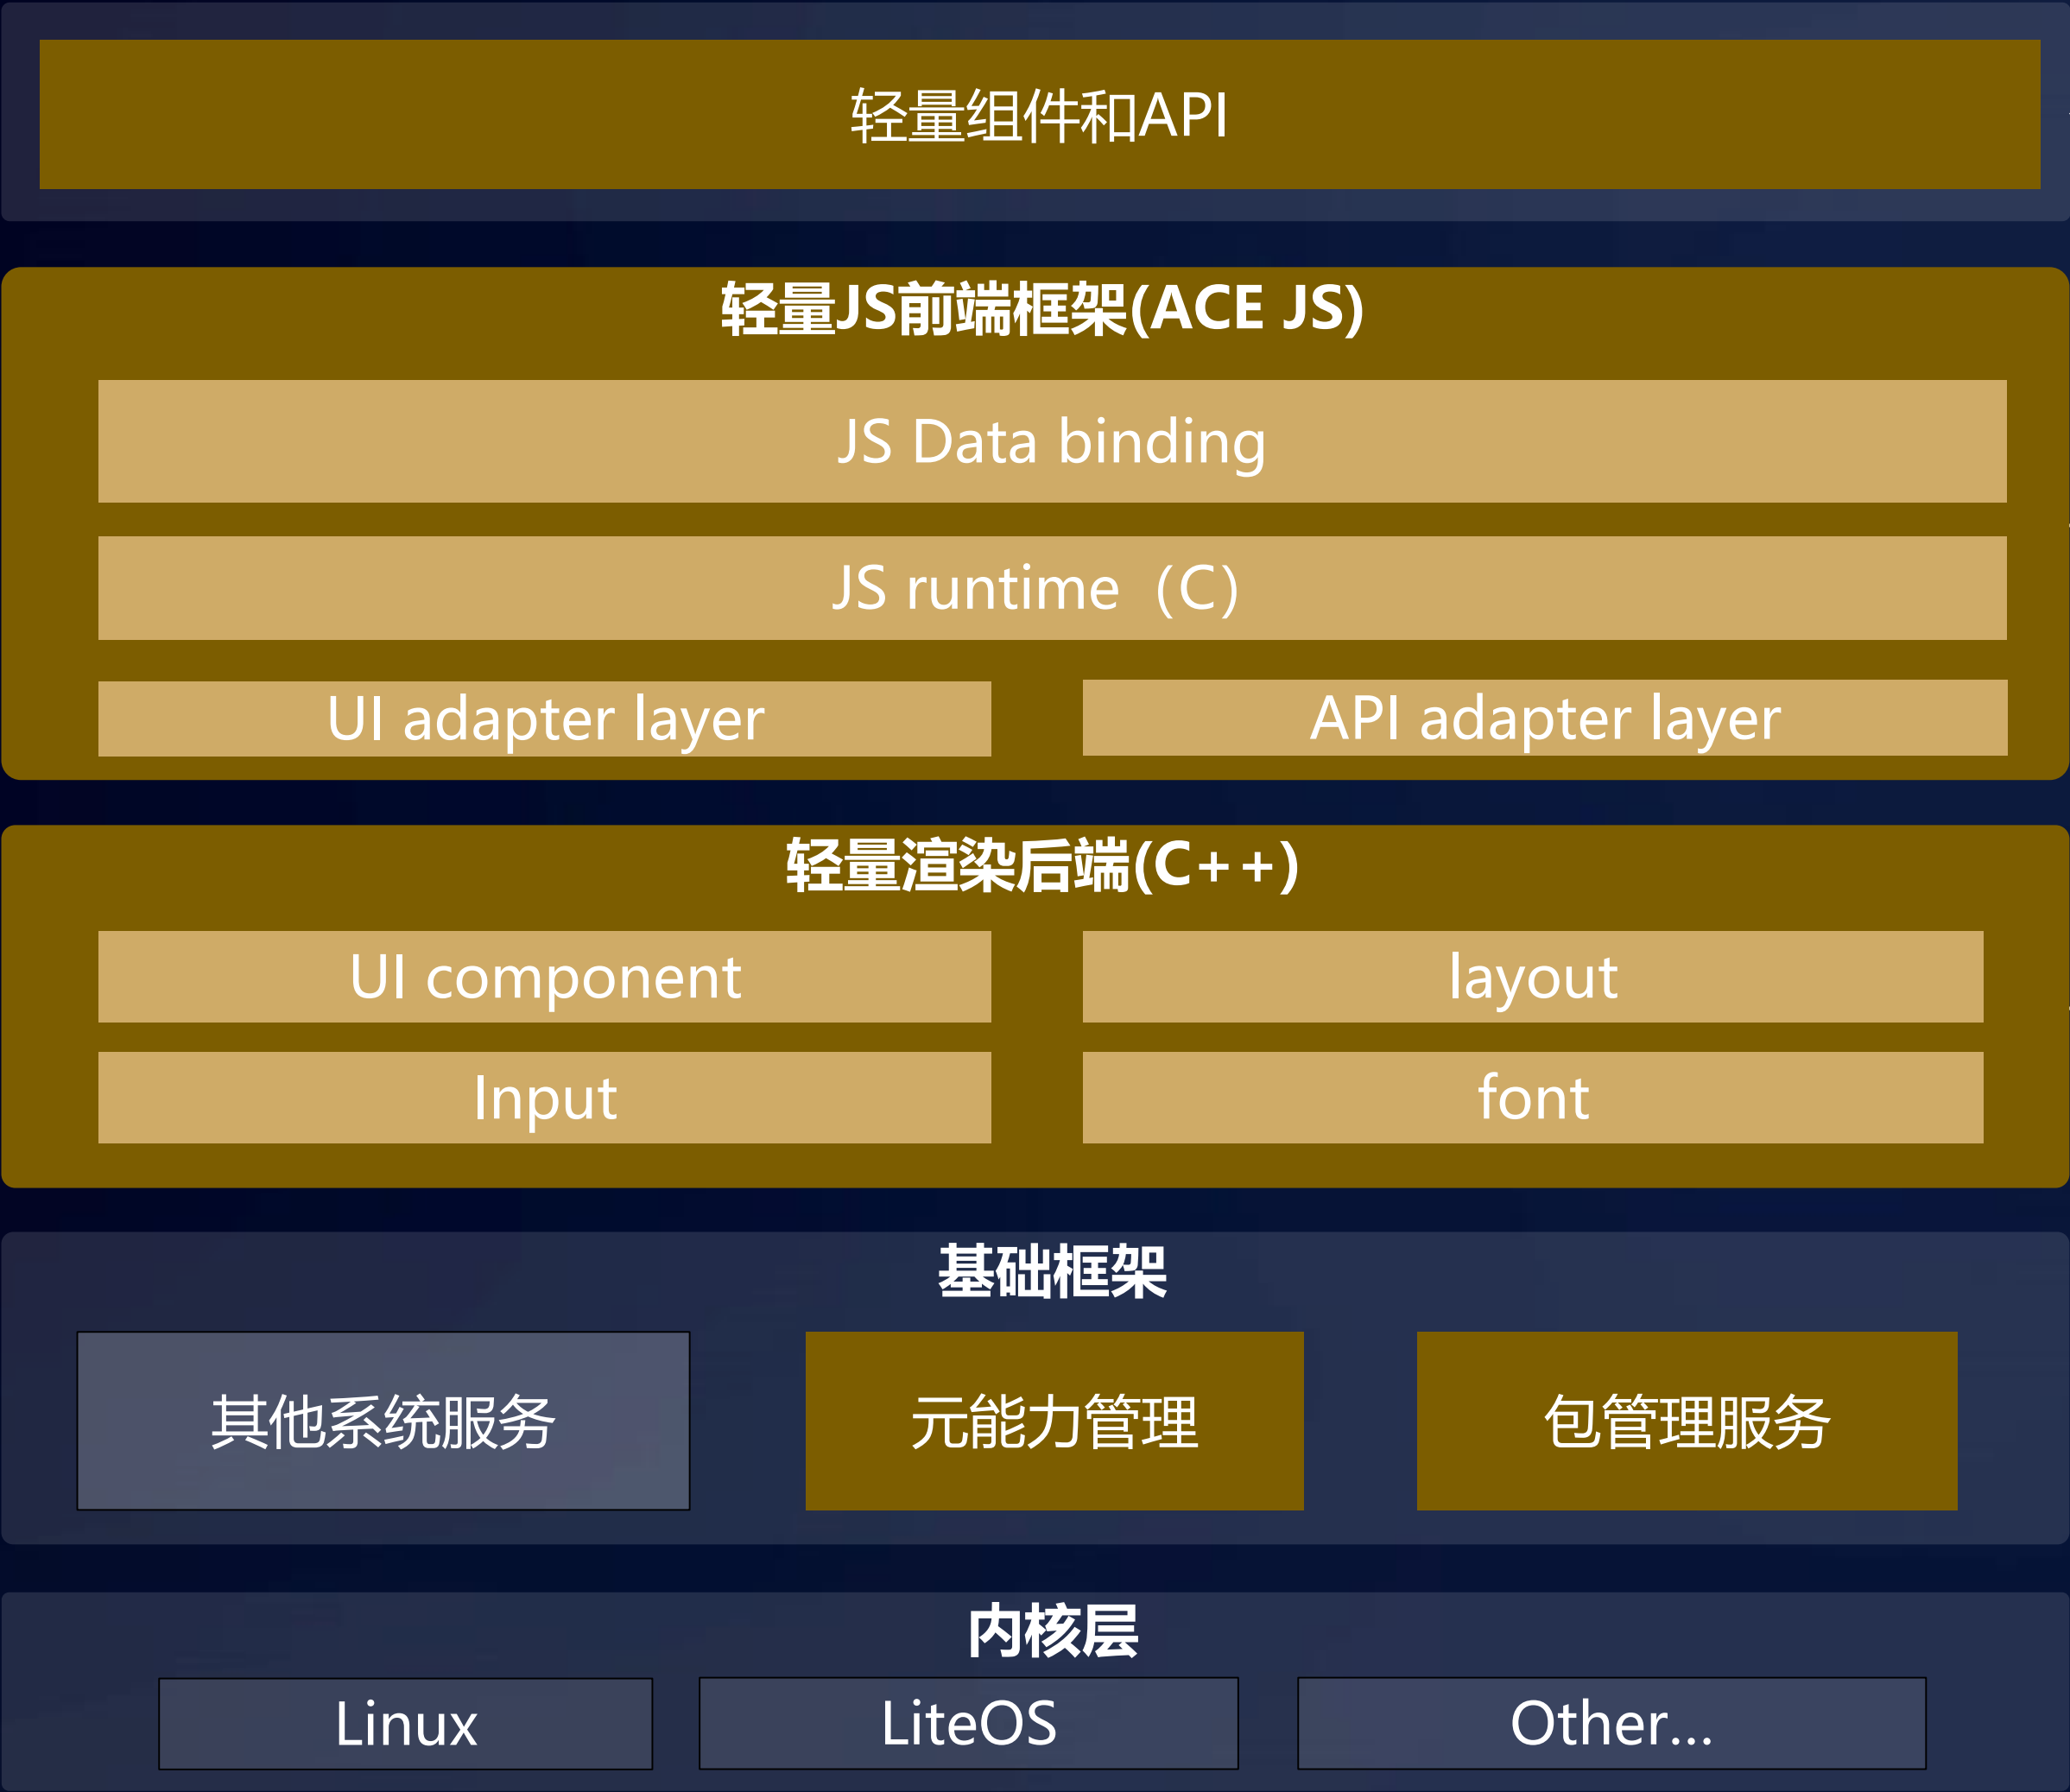 轻量组件和API
轻量JS前端框架(ACE JS)
JS Data binding
JS runtime（C）
UI adapter layer
API adapter layer
轻量渲染后端(C++)
UI component
layout
Input
font
基础框架
其他系统服务
元能力管理
包管理服务
内核层
Linux
LiteOS
Other...